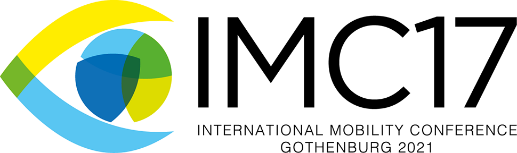 IMC17
INTERNATIONAL MOBILITY CONFERENCE
GOTHENBURG 2021